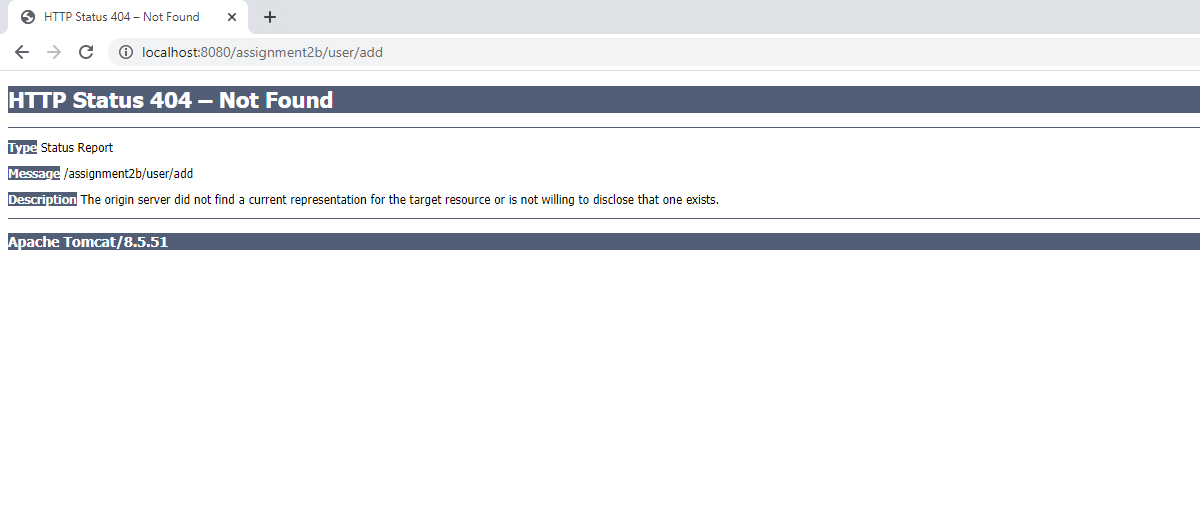 HTTP Status 404 – Not Found
localhost:8080/assignment2b/user/add
HTTP Status 404 – Not Found
Type Status Report
Message /assignment2b/user/add
Description The origin server did not find a current representation for the target resource or is not willing to disclose that one exists.
Apache Tomcat/8.5.51